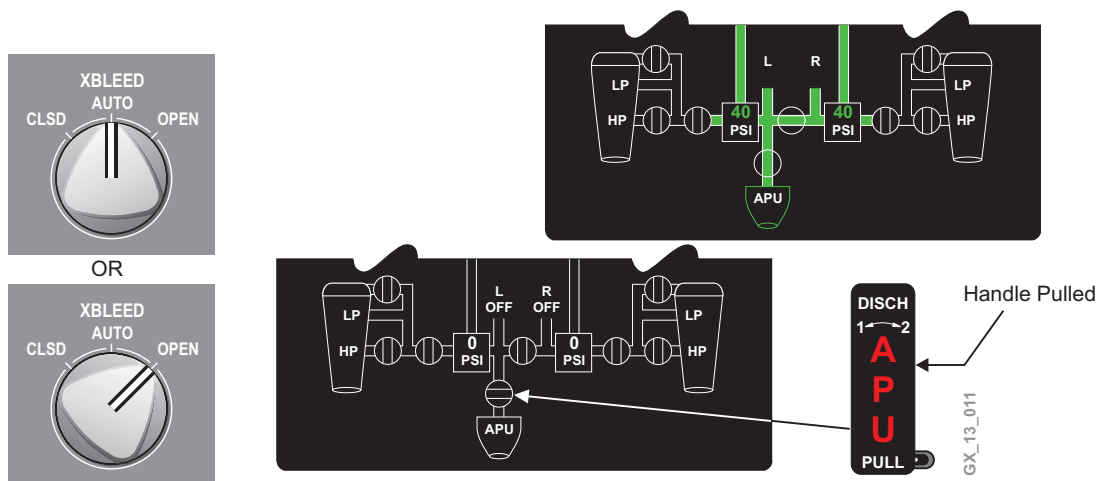 XBLEED
AUTO
CLSD OPEN
OR
XBLEED
AUTO
CLSD OPEN
L R
LP LP
HP HP
40 40
PSI PSI
APU
L R
OFF OFF
LP LP
HP HP
0 0
PSI PSI
APU
DISCH
1 2
A
P
U
PULL
Handle Pulled
GX_13_011